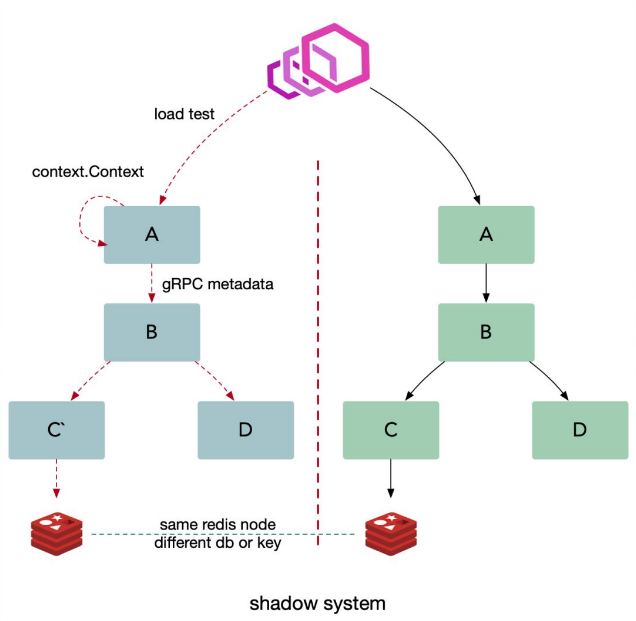 load test
context.Context
A
A
gRPC metadata
B
B
C`
D
C
D
same redis node
different db or key
shadow system